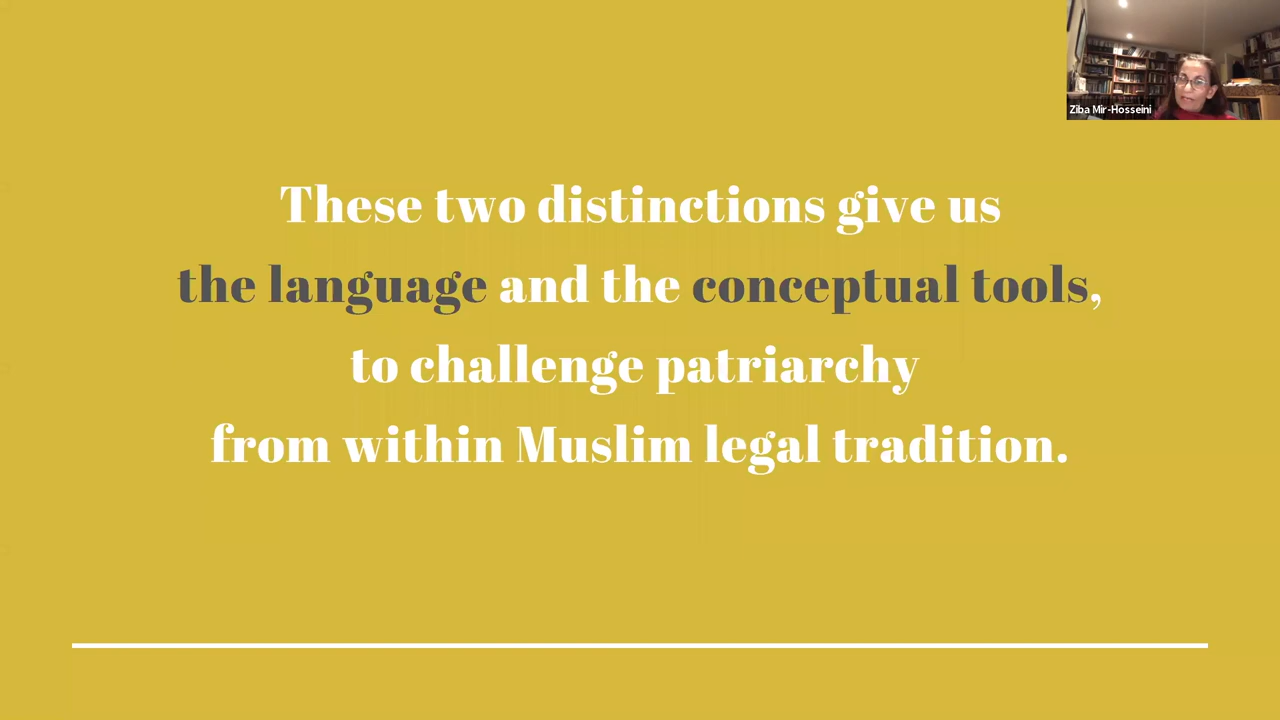 Ziba Mir-Hosseini
These two distinctions give us
the language and the conceptual tools,
to challenge patriarchy
from within Muslim legal tradition.